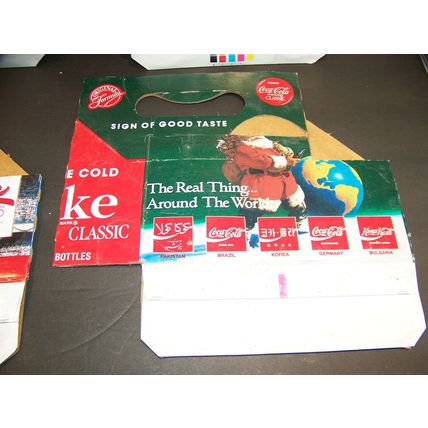 ORIGINAL
Formula
Coca-Cola
CLASSIC
SIGN OF GOOD TASTE
E COLD
ke
MARK ®
CLASSIC
BOTTLES
The Real Thing...
Around The World
PAKISTAN
Coca-Cola
BRAZIL
코카·콜라
KOREA
Coca-Cola
GERMANY
BULGARIA